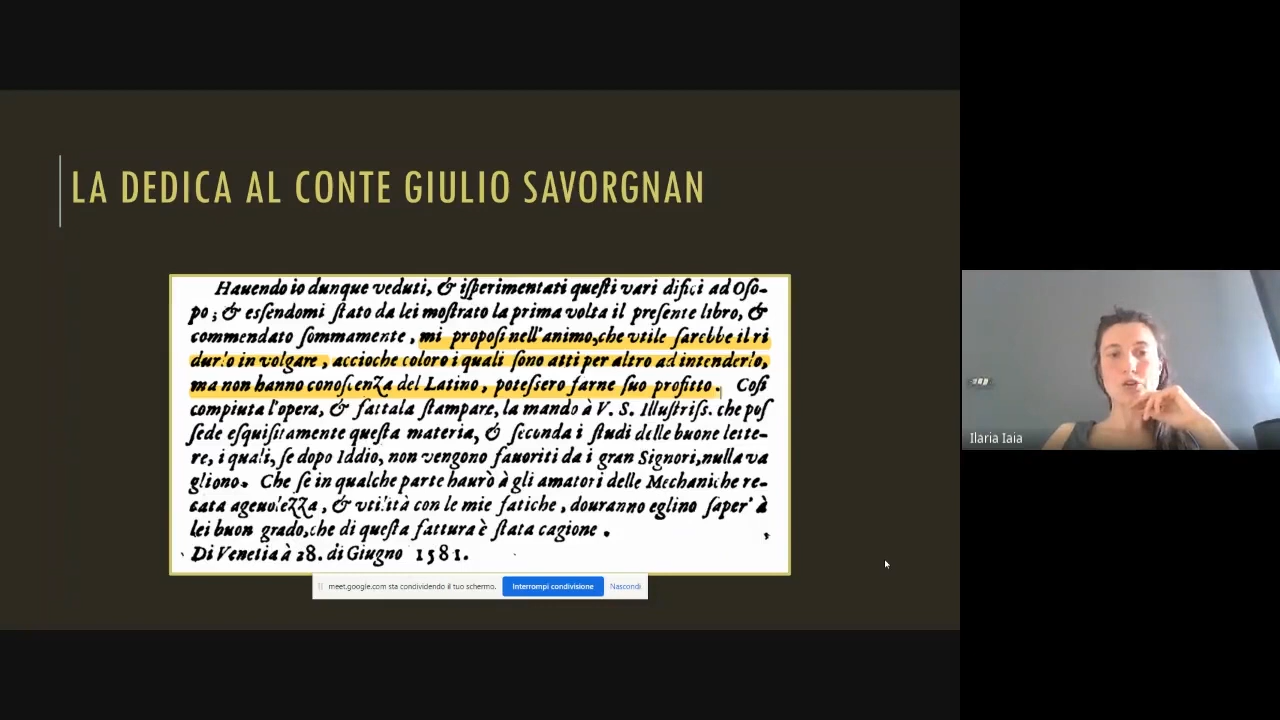 LA DEDICA AL CONTE GIULIO SAVORGNAN
Hauendo io dunque veduti, & iſperimentati queſti vari difici ad Oſo-
po; & eſſendomi ſtato da lei moſtrato la prima volta il preſente libro, &
commendato ſommamente, mi propoſi nell'animo, che vtile ſarebbe il ri
durlo in volgare, accioche coloro i quali ſono atti per altro ad intenderlo,
ma non hanno conoſcenza del Latino, poteſſero farne ſuo profitto. Coſi
compiuta l'opera, & fattala ſtampare, la mando à V. S. Illuſtriſs. che poſ
ſede eſquiſitamente queſta materia, & ſeconda i ſtudi delle buone lette-
re, i quali, ſe dopo Iddio, non vengono fauoriti da i gran Signori, nulla va
gliono. Che ſe in qualche parte haurò à gli amatori delle Mechaniche re-
cata ageuolezza, & vtilità con le mie fatiche, douranno eglino ſaper' à
lei buon grado, che di queſta fattura è ſtata cagione.
Di Venetia à 28. di Giugno 1581.
meet.google.com sta condividendo il tuo schermo. Interrompi condivisione Nascondi
Ilaria Iaia